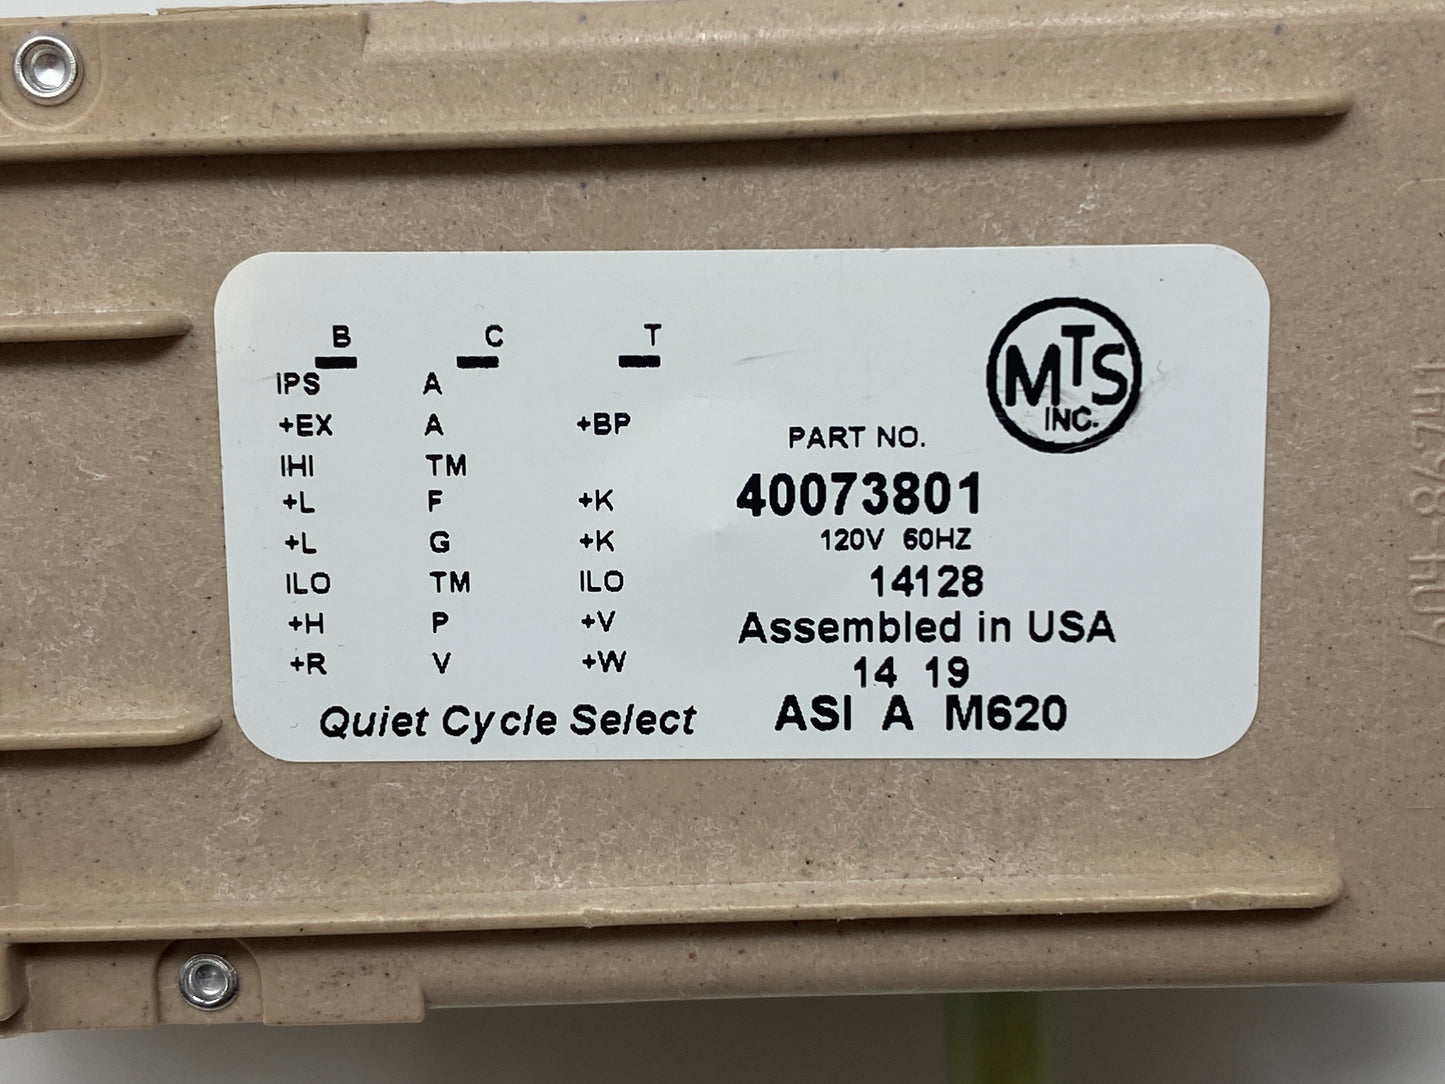 B C T
IPS A
+EX A +BP
IHI TM
+L F +K
+L G +K
ILO TM ILO
+H P +V
+R V +W
Quiet Cycle Select
MTS
INC.
PART NO.
40073801
120V 60HZ
14128
Assembled in USA
14 19
ASI A M620